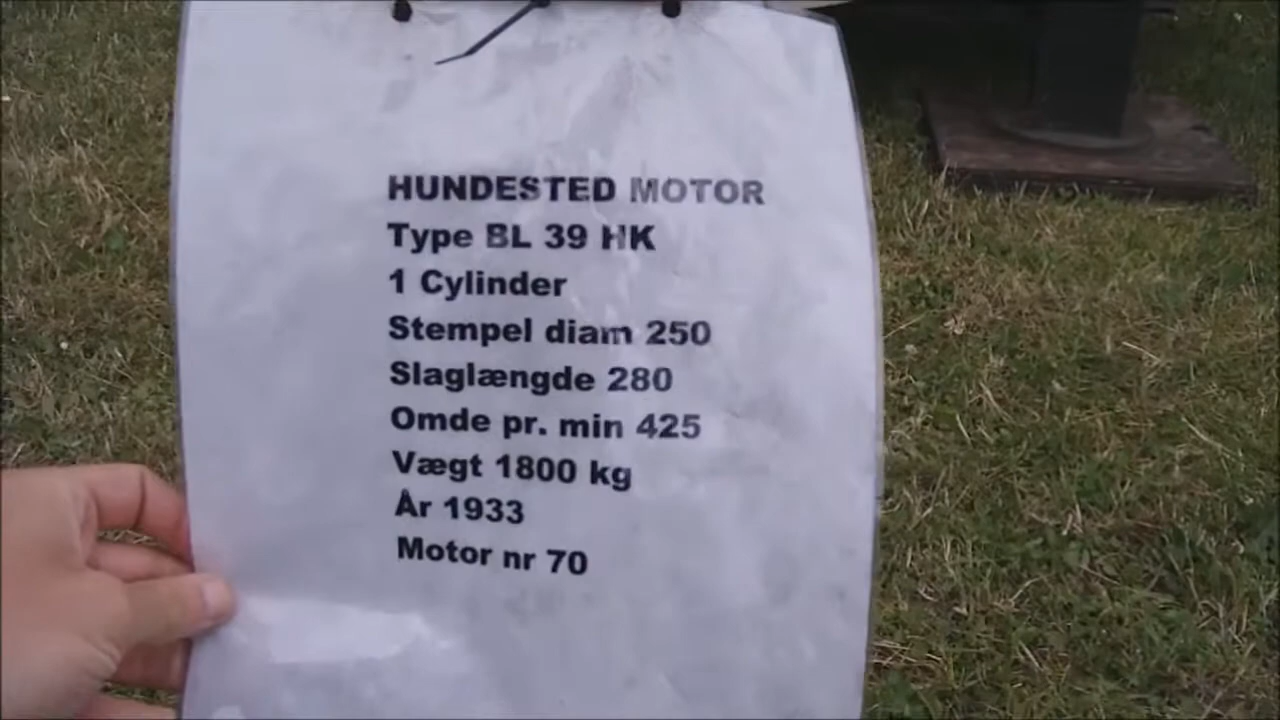 HUNDESTED MOTOR
Type BL 39 HK
1 Cylinder
Stempel diam 250
Slaglængde 280
Omde pr. min 425
Vægt 1800 kg
År 1933
Motor nr 70